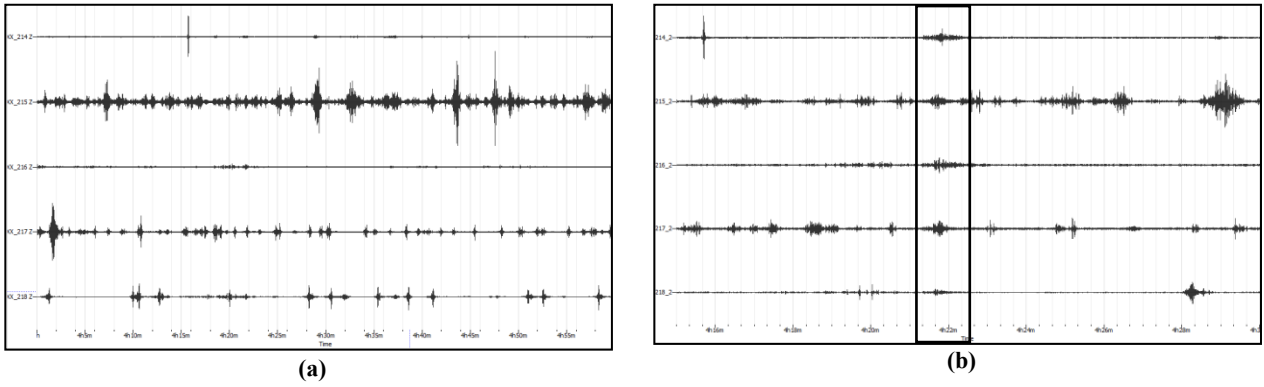 XX_214 Z
XX_215 Z
XX_216 Z
XX_217 Z
XX_218 Z
h 4h5m 4h10m 4h15m 4h20m 4h25m 4h30m 4h35m 4h40m 4h45m 4h50m 4h55m
Time
(a)
214_Z
215_Z
216_Z
217_Z
218_Z
4h16m 4h18m 4h20m 4h22m 4h24m 4h26m 4h28m
Time
(b)